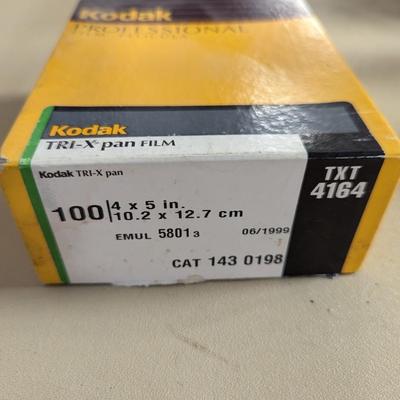 Kodak
PROFESSIONAL
Kodak
TRI-X pan FILM
Kodak TRI-X pan
100 4 x 5 in.
10.2 x 12.7 cm
EMUL 5801 3
06/1999
CAT 143 0198
TXT
4164